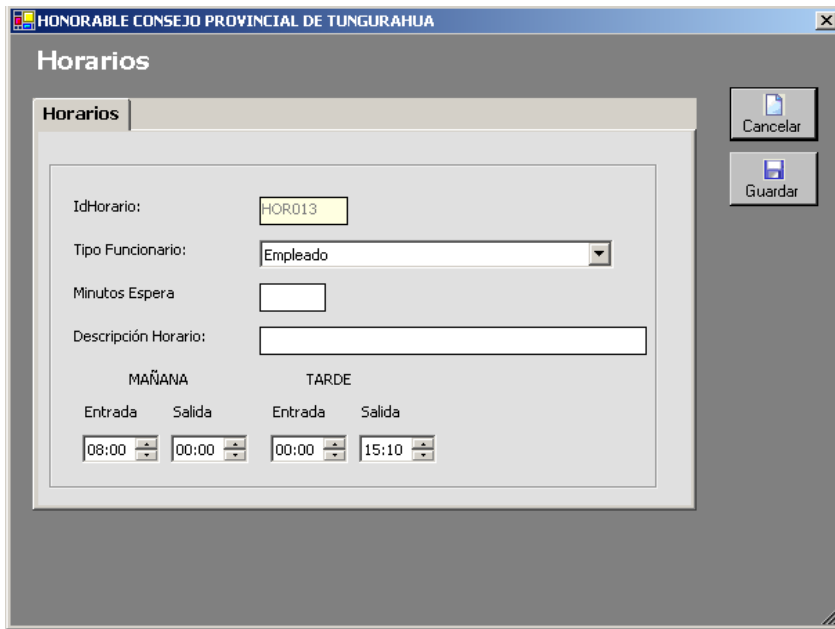 HONORABLE CONSEJO PROVINCIAL DE TUNGURAHUA
Horarios
Horarios
Cancelar
Guardar
IdHorario: HOR013
Tipo Funcionario: Empleado
Minutos Espera
Descripción Horario:
MAÑANA TARDE
Entrada Salida Entrada Salida
08:00 00:00 00:00 15:10